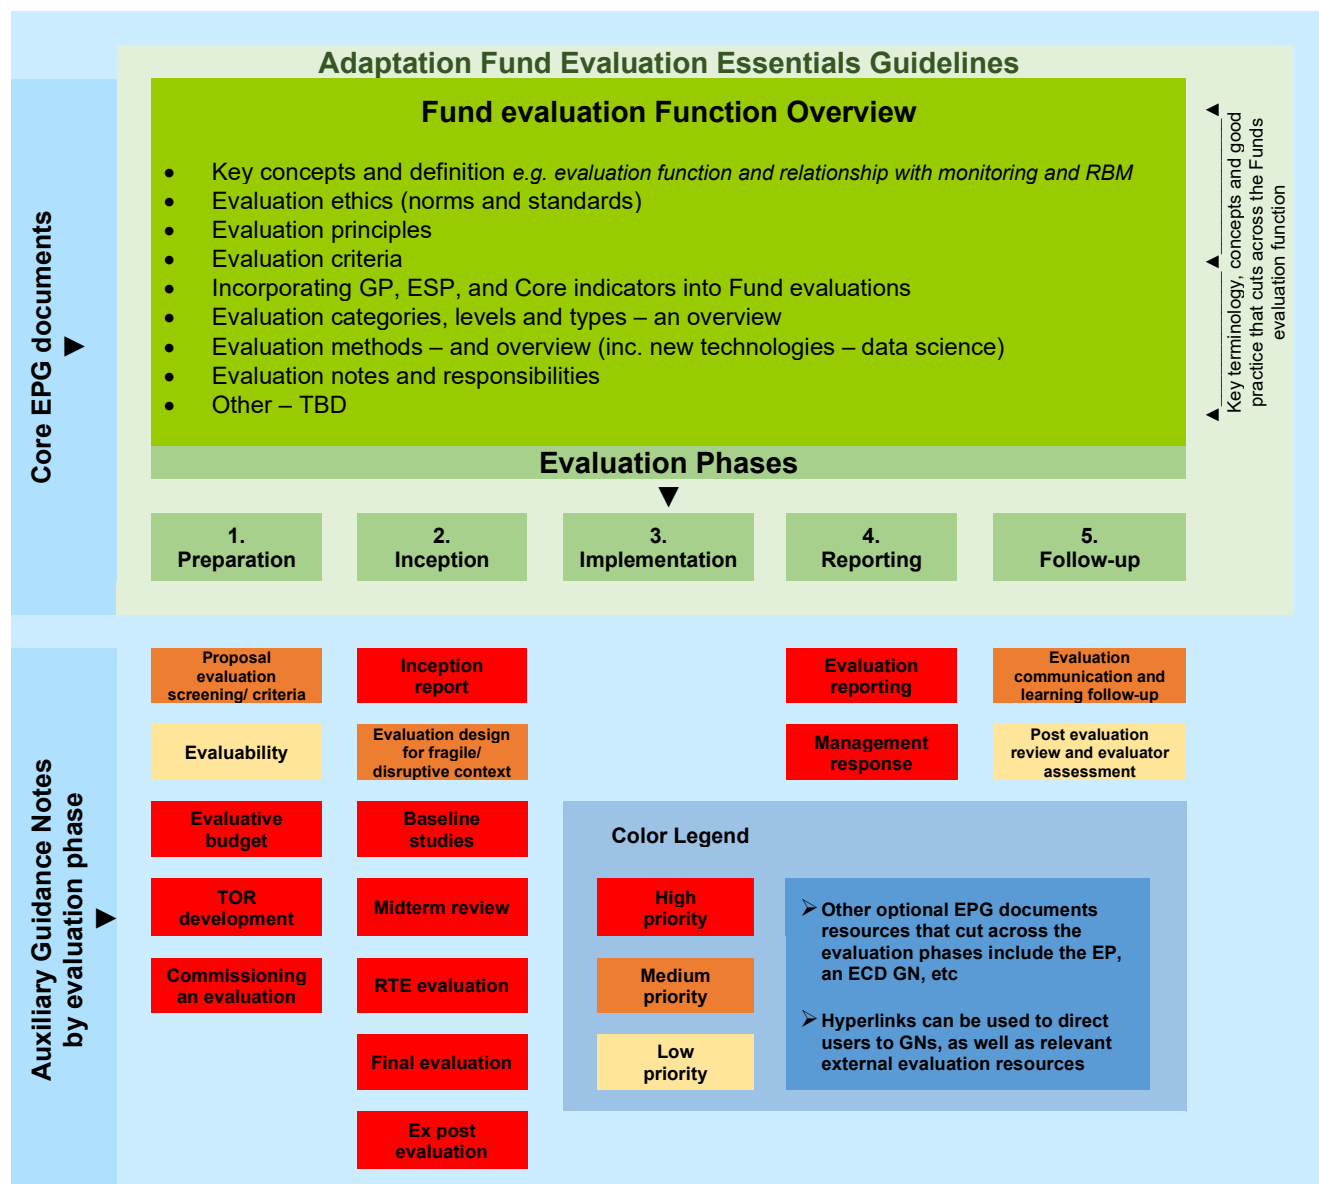 Adaptation Fund Evaluation Essentials Guidelines
Fund evaluation Function Overview
• Key concepts and definition e.g. evaluation function and relationship with monitoring and RBM
• Evaluation ethics (norms and standards)
• Evaluation principles
• Evaluation criteria
• Incorporating GP, ESP, and Core indicators into Fund evaluations
• Evaluation categories, levels and types – an overview
• Evaluation methods – and overview (inc. new technologies – data science)
• Evaluation notes and responsibilities
• Other – TBD
Key terminology, concepts and good
practice that cuts across the Funds
evaluation function
Core EPG documents
Evaluation Phases
1.
Preparation
2.
Inception
3.
Implementation
4.
Reporting
5.
Follow-up
Auxiliary Guidance Notes
by evaluation phase
Proposal
evaluation
screening/ criteria
Evaluability
Evaluative
budget
TOR
development
Commissioning
an evaluation
Inception
report
Evaluation design
for fragile/
disruptive context
Baseline
studies
Midterm review
RTE evaluation
Final evaluation
Ex post
evaluation
Evaluation
reporting
Management
response
Evaluation
communication and
learning follow-up
Post evaluation
review and evaluator
assessment
Color Legend
High
priority
Medium
priority
Low
priority
➢ Other optional EPG documents
resources that cut across the
evaluation phases include the EP,
an ECD GN, etc
➢ Hyperlinks can be used to direct
users to GNs, as well as relevant
external evaluation resources